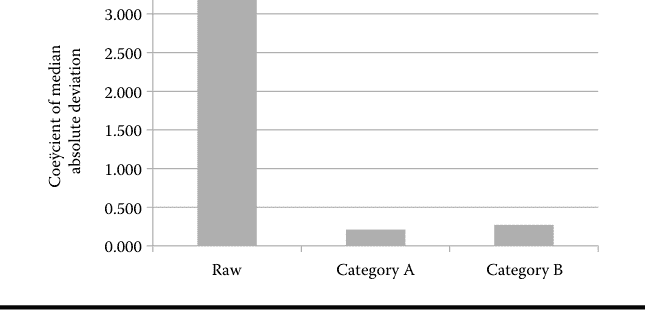 3.000
2.500
2.000
1.500
1.000
0.500
0.000
Coeÿcient of median
absolute deviation
Raw
Category A
Category B